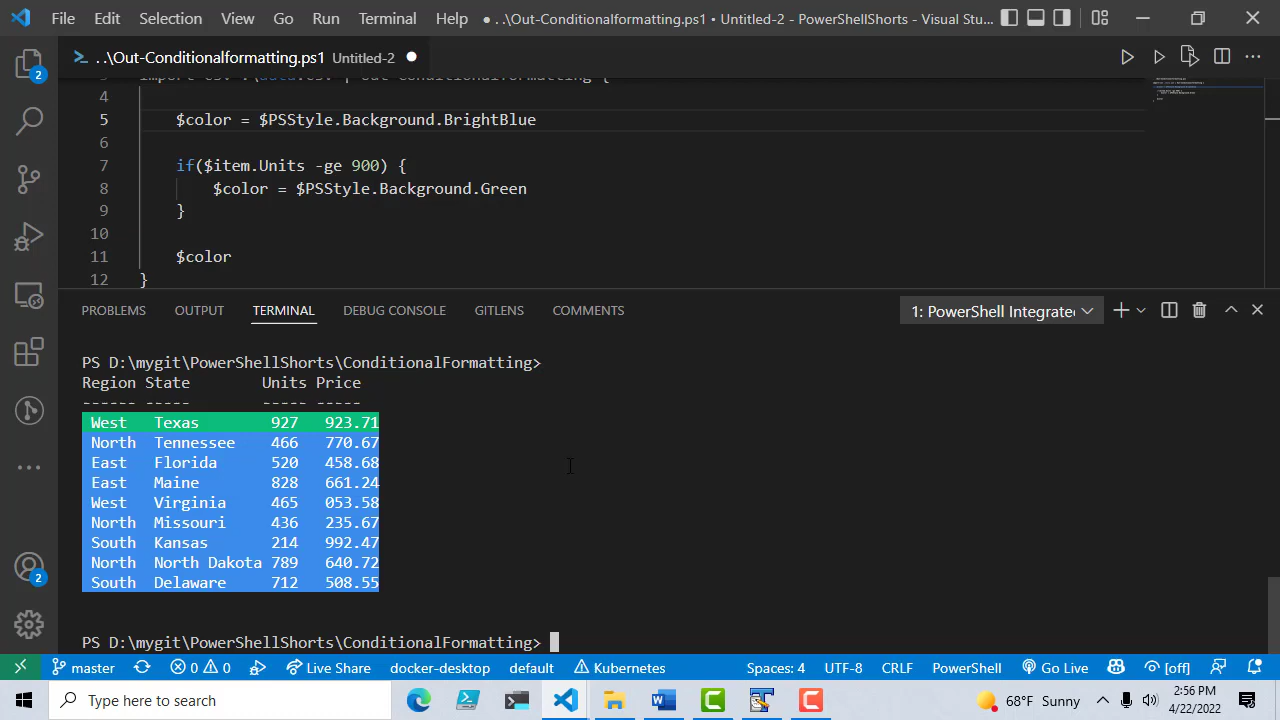 File Edit Selection View Go Run Terminal Help ● ..\Out-Conditionalformatting.ps1 • Untitled-2 - PowerShellShorts - Visual Stu...
..\Out-Conditionalformatting.ps1 Untitled-2 ●
2
4
5 $color = $PSStyle.Background.BrightBlue
6
7 if($item.Units -ge 900) {
8 $color = $PSStyle.Background.Green
9 }
10
11 $color
12 }
PROBLEMS OUTPUT TERMINAL DEBUG CONSOLE GITLENS COMMENTS 1: PowerShell Integrate
PS D:\mygit\PowerShellShorts\ConditionalFormatting>
Region State Units Price
------ ----- ----- -----
West Texas 927 923.71
North Tennessee 466 770.67
East Florida 520 458.68
East Maine 828 661.24
West Virginia 465 053.58
North Missouri 436 235.67
South Kansas 214 992.47
North North Dakota 789 640.72
South Delaware 712 508.55
2
PS D:\mygit\PowerShellShorts\ConditionalFormatting>
master 0 0 Live Share docker-desktop default Kubernetes Spaces: 4 UTF-8 CRLF PowerShell Go Live [off]
Type here to search 68°F Sunny 2:56 PM
4/22/2022